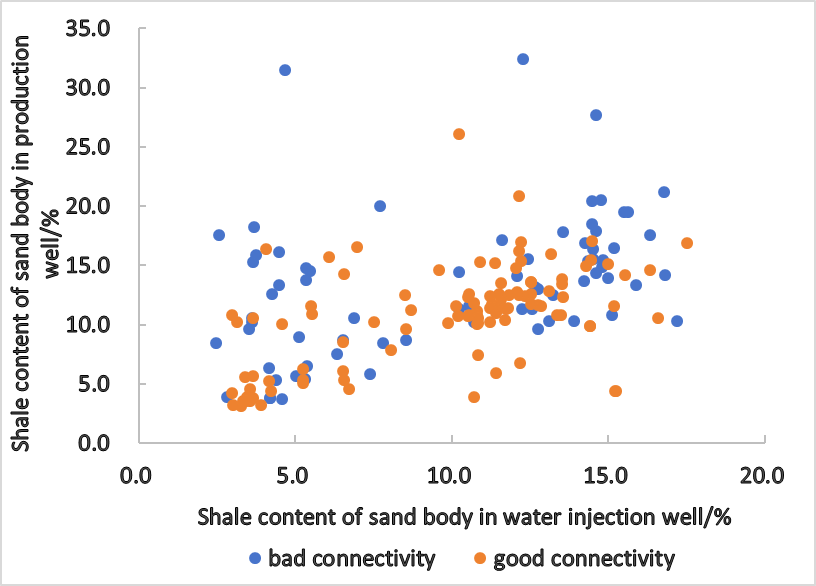 Shale content of sand body in production
well/%
35.0
30.0
25.0
20.0
15.0
10.0
5.0
0.0
0.0 5.0 10.0 15.0 20.0
Shale content of sand body in water injection well/%
bad connectivity good connectivity